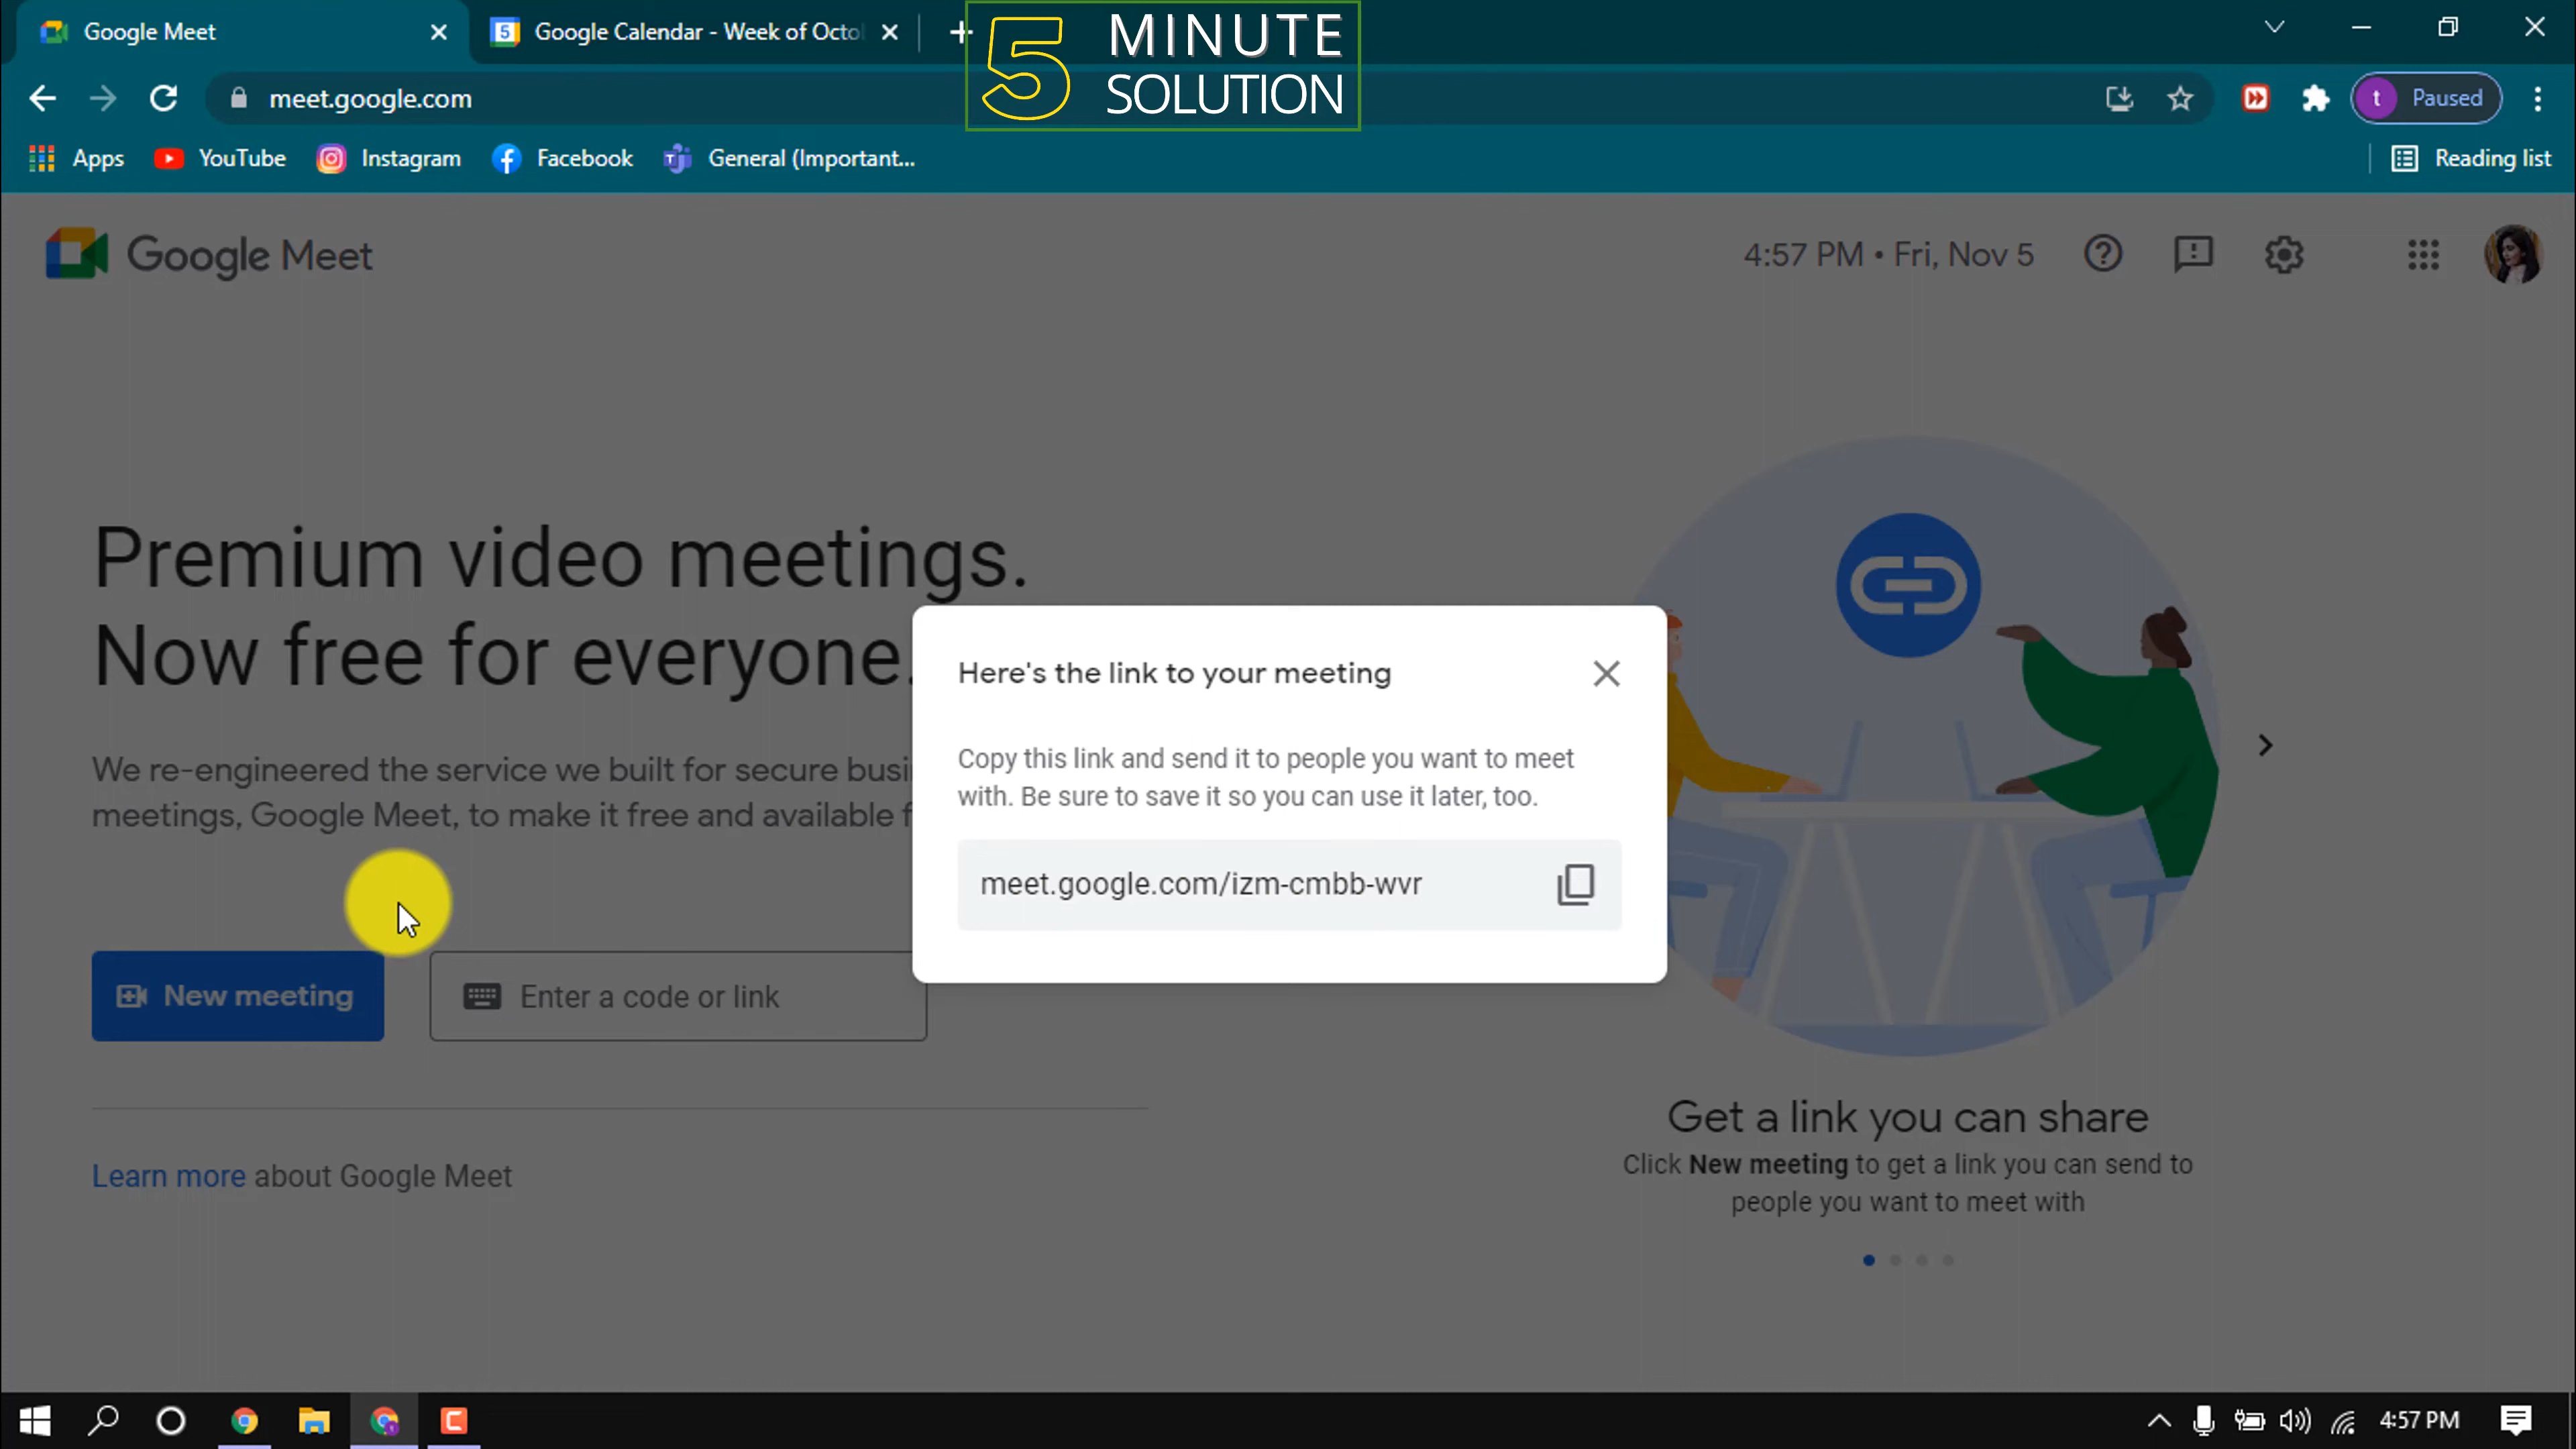 Google Meet
Google Calendar - Week of Octo
5 MINUTE
SOLUTION
meet.google.com
t Paused
Apps YouTube Instagram Facebook General (Important... Reading list
Google Meet
4:57 PM • Fri, Nov 5
Premium video meetings.
Now free for everyone.
We re-engineered the service we built for secure busi
meetings, Google Meet, to make it free and available f
New meeting
Enter a code or link
Learn more about Google Meet
Here's the link to your meeting
Copy this link and send it to people you want to meet
with. Be sure to save it so you can use it later, too.
meet.google.com/izm-cmbb-wvr
Get a link you can share
Click New meeting to get a link you can send to
people you want to meet with
4:57 PM